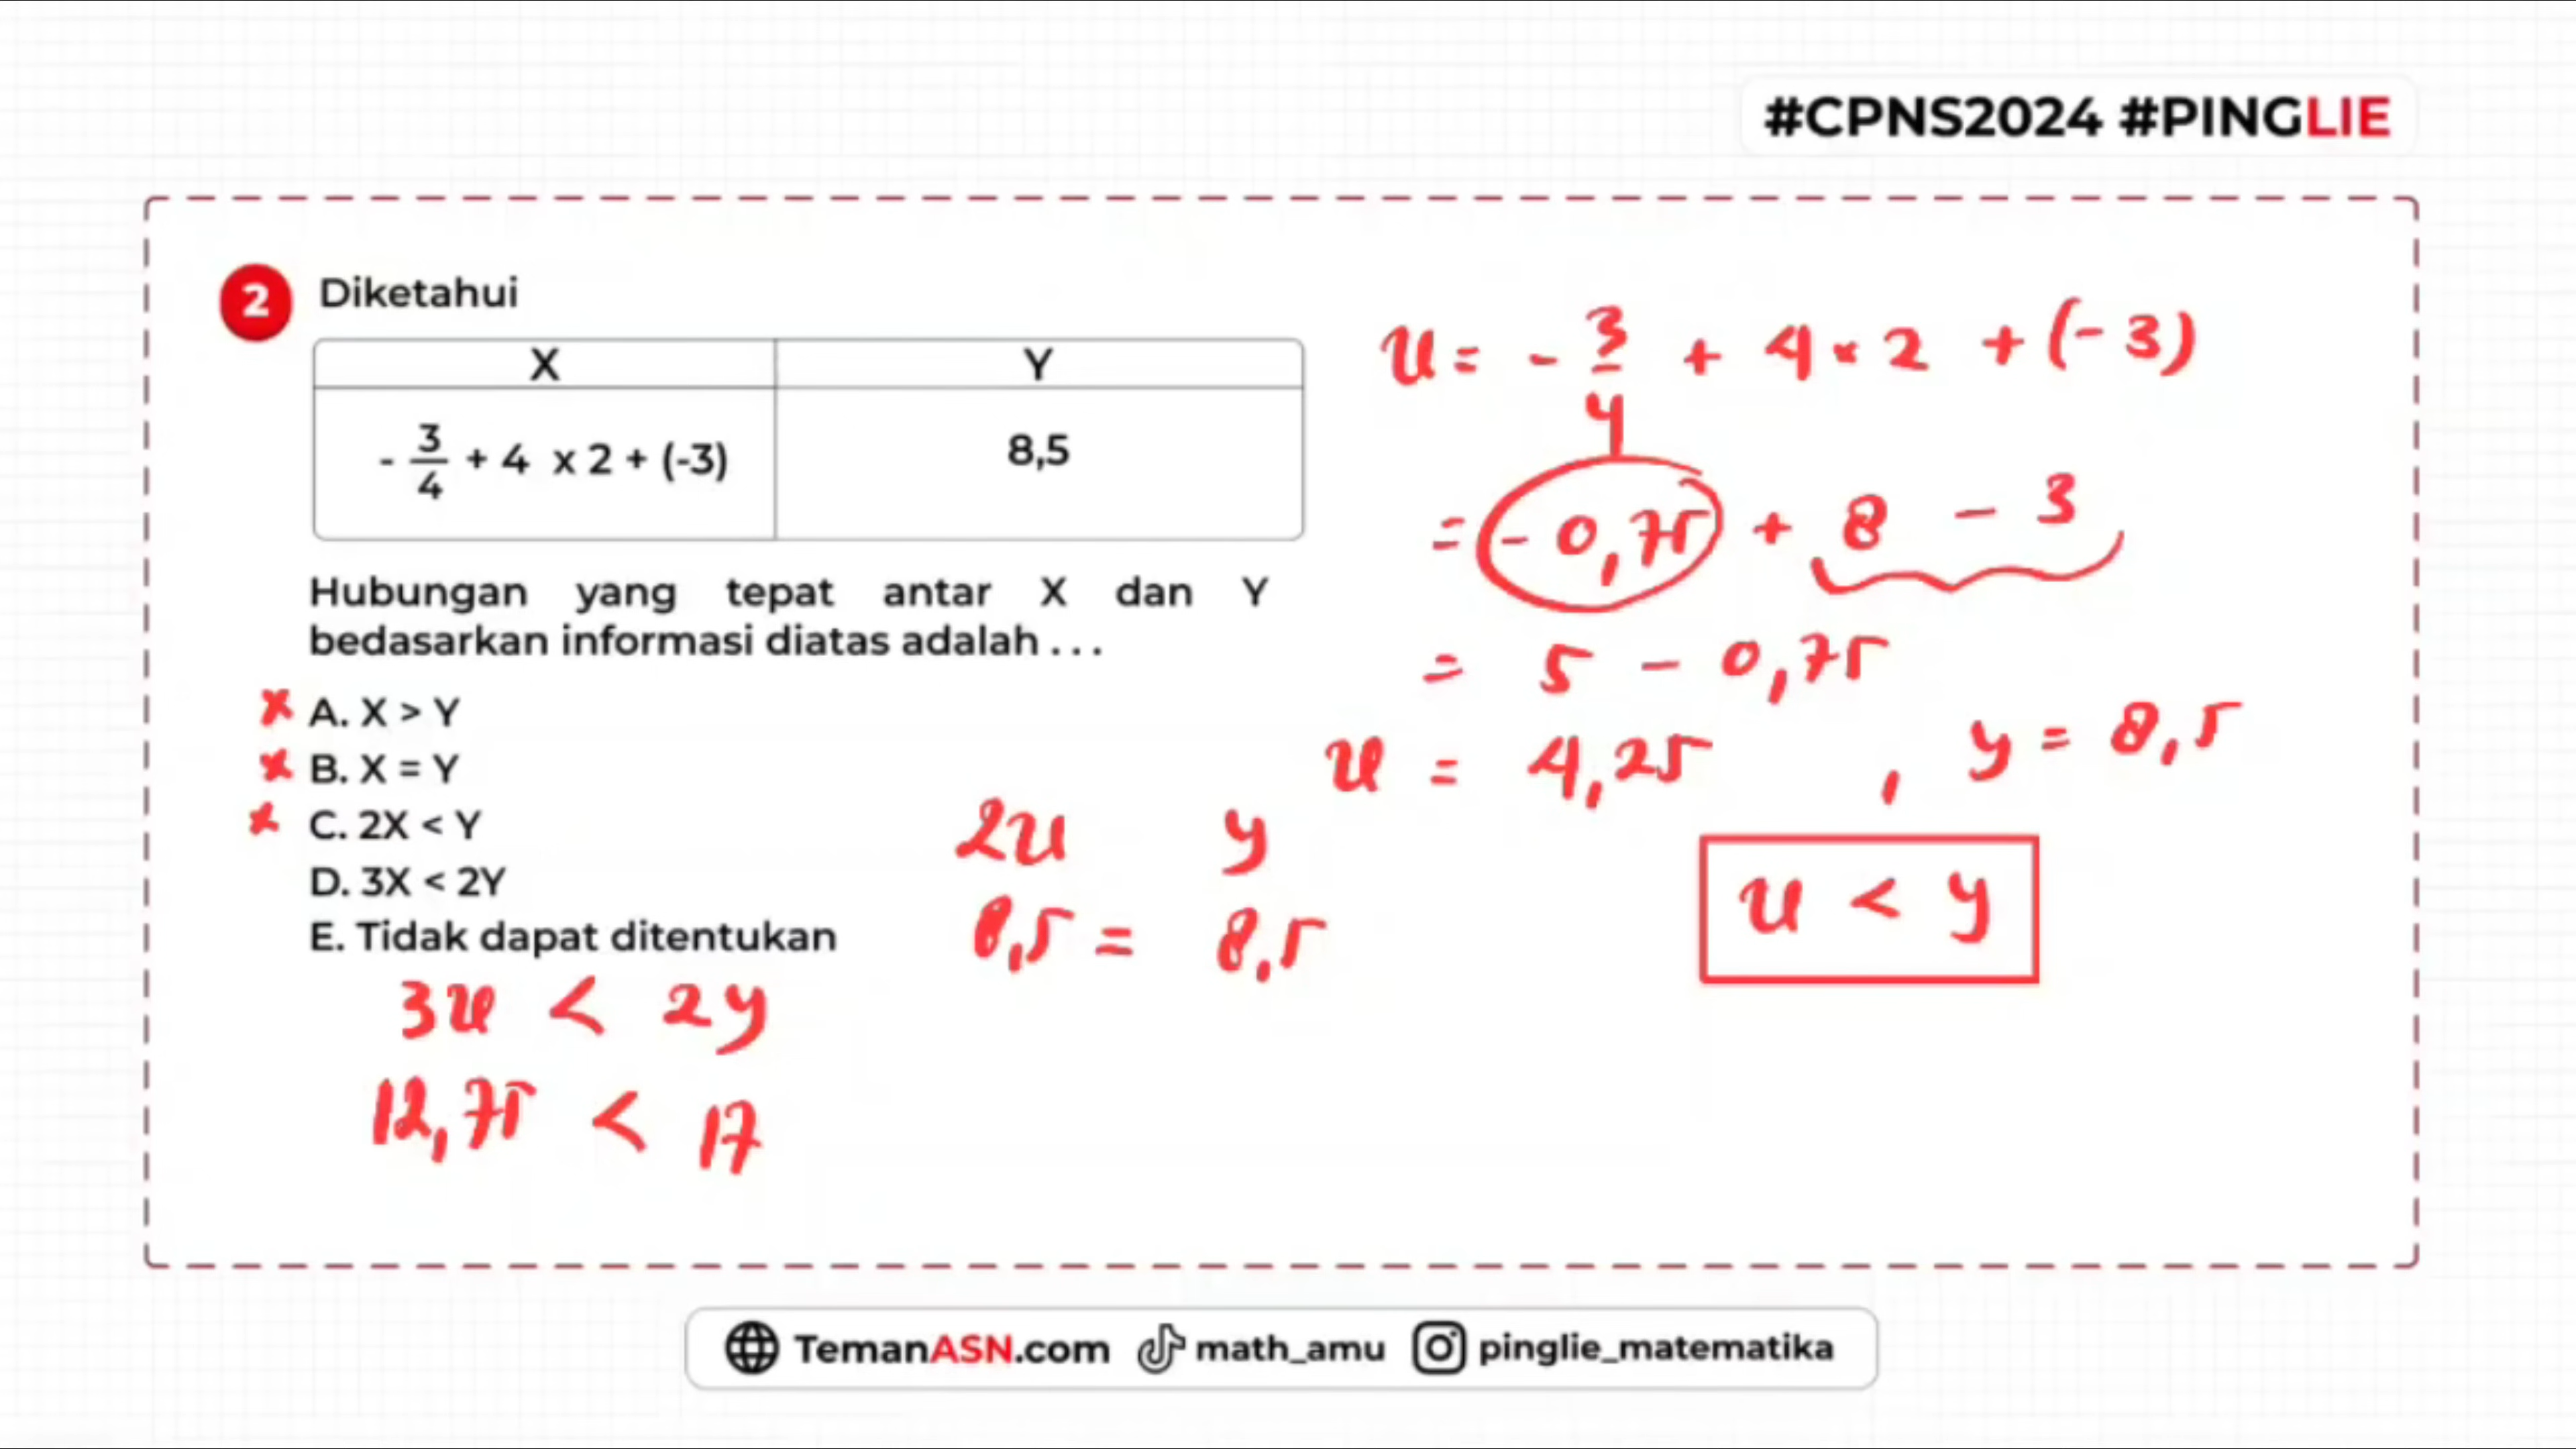 #CPNS2024 #PINGLIE
2 Diketahui
X Y
- 3/4 + 4 x 2 + (-3) 8,5
Hubungan yang tepat antar X dan Y
bedasarkan informasi diatas adalah . . .
x A. X > Y
x B. X = Y
x C. 2X < Y
D. 3X < 2Y
E. Tidak dapat ditentukan
3x < 2y
12,75 < 17
2x y
8,5 = 8,5
x = - 3/4 + 4 × 2 + (-3)
= - 0,75 + 8 - 3
= 5 - 0,75
x = 4,25 , y = 8,5
x < y
TemanASN.com math_amu pinglie_matematika